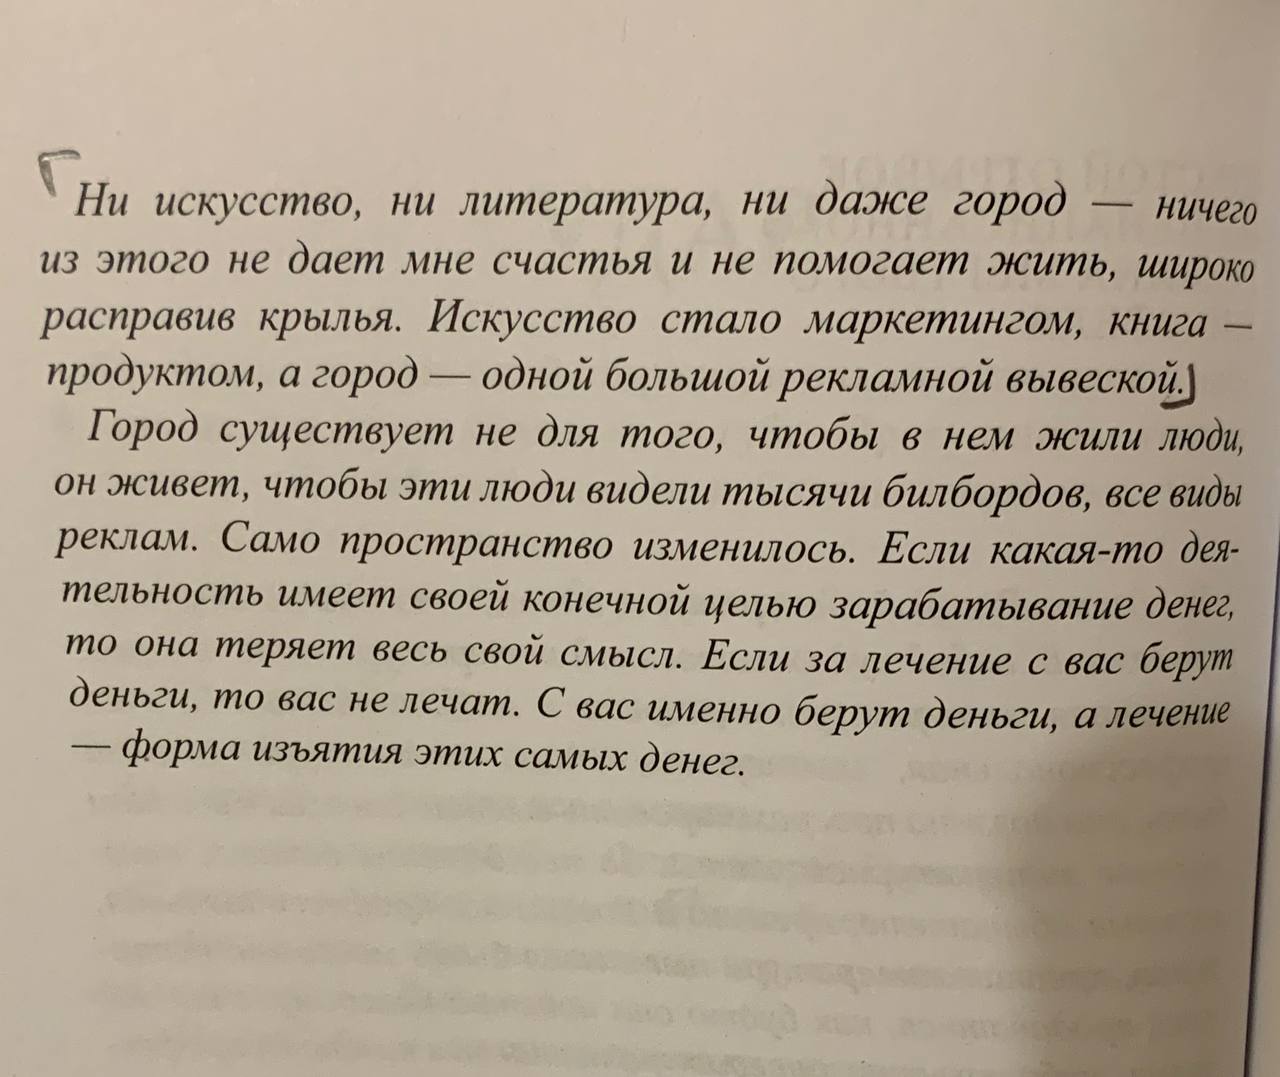 Ни искусство, ни литература, ни даже город — ничего
из этого не дает мне счастья и не помогает жить, широко
расправив крылья. Искусство стало маркетингом, книга —
продуктом, а город — одной большой рекламной вывеской.
Город существует не для того, чтобы в нем жили люди,
он живет, чтобы эти люди видели тысячи билбордов, все виды
реклам. Само пространство изменилось. Если какая-то дея-
тельность имеет своей конечной целью зарабатывание денег,
то она теряет весь свой смысл. Если за лечение с вас берут
деньги, то вас не лечат. С вас именно берут деньги, а лечение
— форма изъятия этих самых денег.